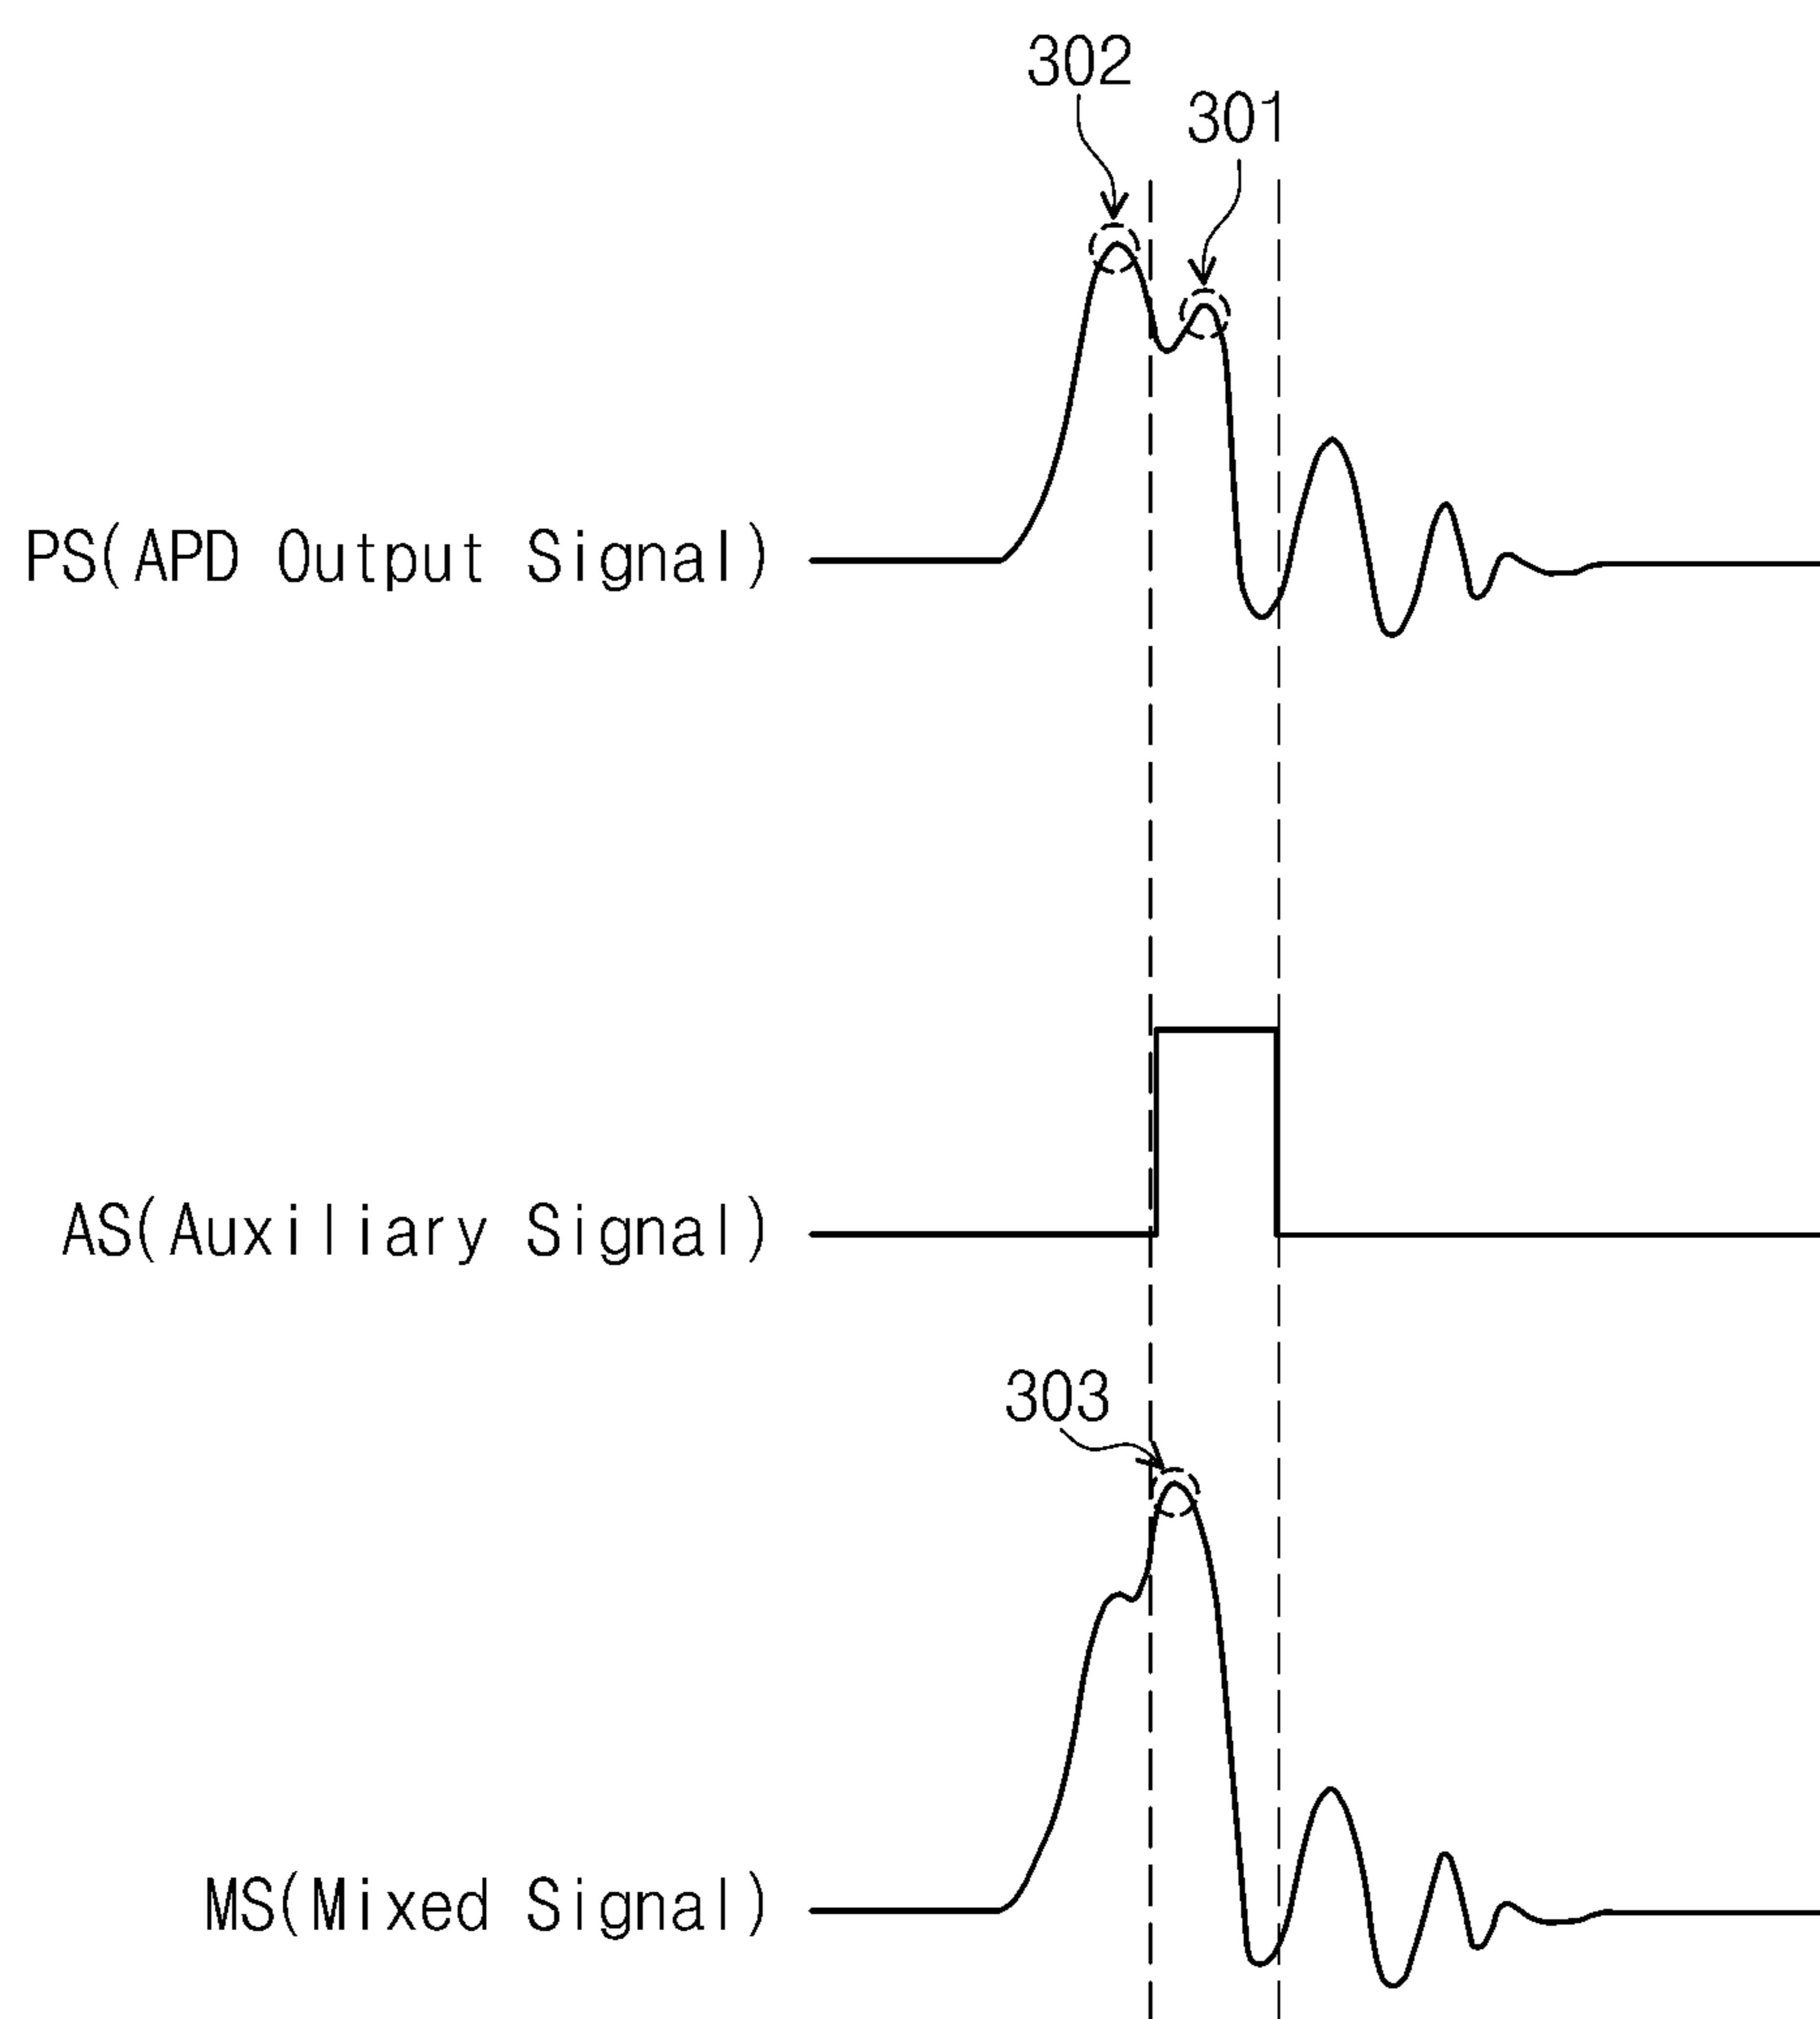 302
301
PS(APD Output Signal)
AS(Auxiliary Signal)
303
MS(Mixed Signal)